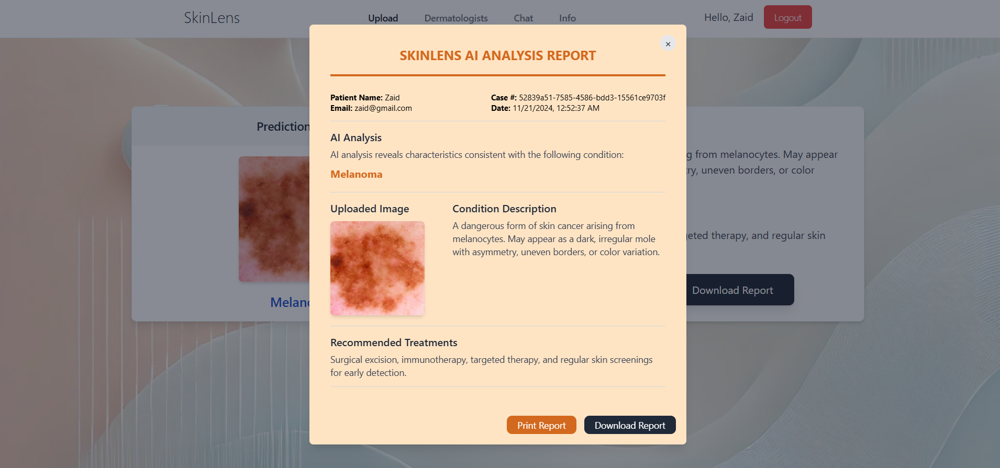 SkinLens
Upload
Dermatologists
Chat
Info
Hello, Zaid
Logout
×
SKINLENS AI ANALYSIS REPORT
Patient Name: Zaid
Case #: 52839a51-7585-4586-bdd3-15561ce9703f
Email: zaid@gmail.com
Date: 11/21/2024, 12:52:37 AM
AI Analysis
AI analysis reveals characteristics consistent with the following condition:
Melanoma
Uploaded Image
Condition Description
A dangerous form of skin cancer arising from
melanocytes. May appear as a dark, irregular mole
with asymmetry, uneven borders, or color variation.
Recommended Treatments
Surgical excision, immunotherapy, targeted therapy, and regular skin screenings
for early detection.
Print Report
Download Report
Prediction
from melanocytes. May appear
uneven borders, or color
therapy, and regular skin
Download Report